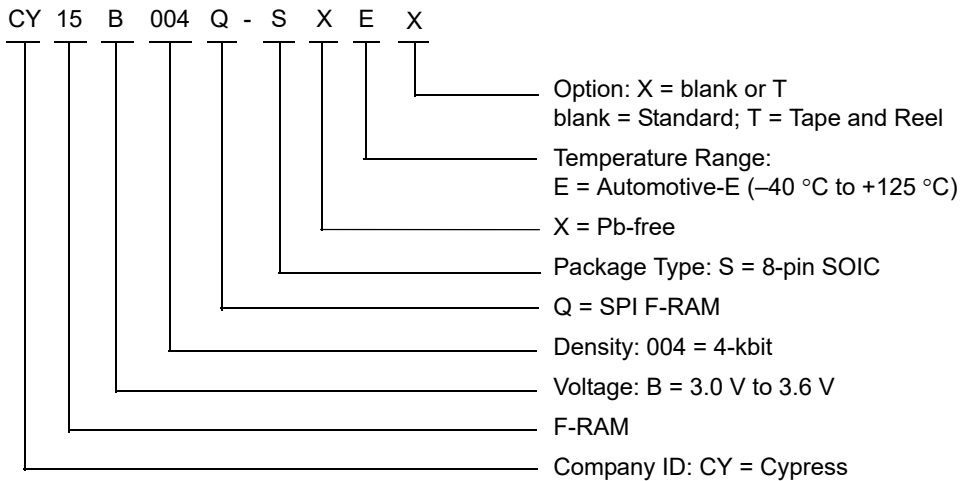 CY 15 B 004 Q - S X E X
Option: X = blank or T
blank = Standard; T = Tape and Reel
Temperature Range:
E = Automotive-E (–40 °C to +125 °C)
X = Pb-free
Package Type: S = 8-pin SOIC
Q = SPI F-RAM
Density: 004 = 4-kbit
Voltage: B = 3.0 V to 3.6 V
F-RAM
Company ID: CY = Cypress